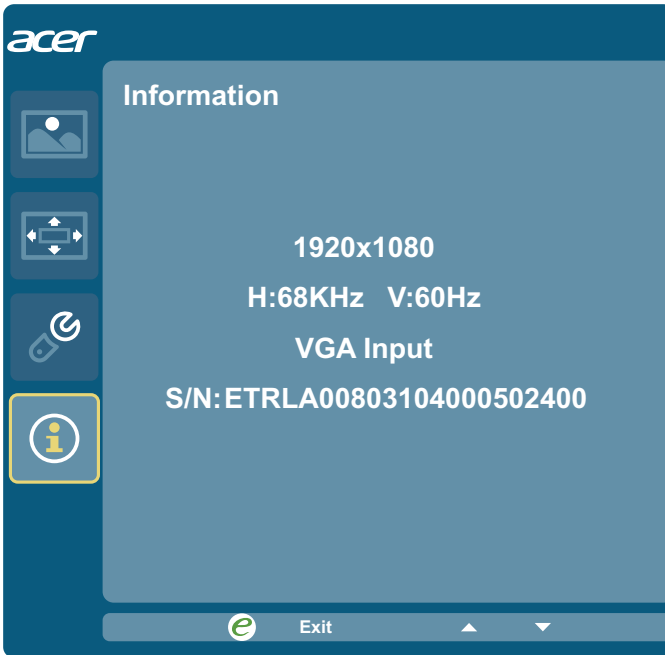 acer
Information
1920x1080
H:68KHz V:60Hz
VGA Input
S/N:ETRLA00803104000502400
e Exit